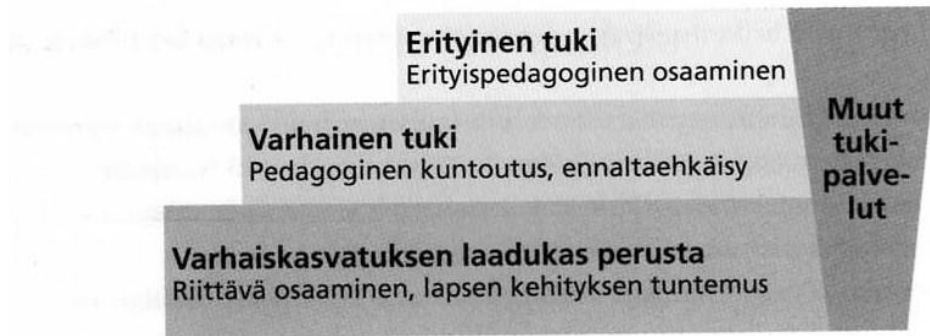 Erityinen tuki
Erityispedagoginen osaaminen
Varhainen tuki
Pedagoginen kuntoutus, ennaltaehkäisy
Varhaiskasvatuksen laadukas perusta
Riittävä osaaminen, lapsen kehityksen tuntemus
Muut
tuki-
palve-
lut